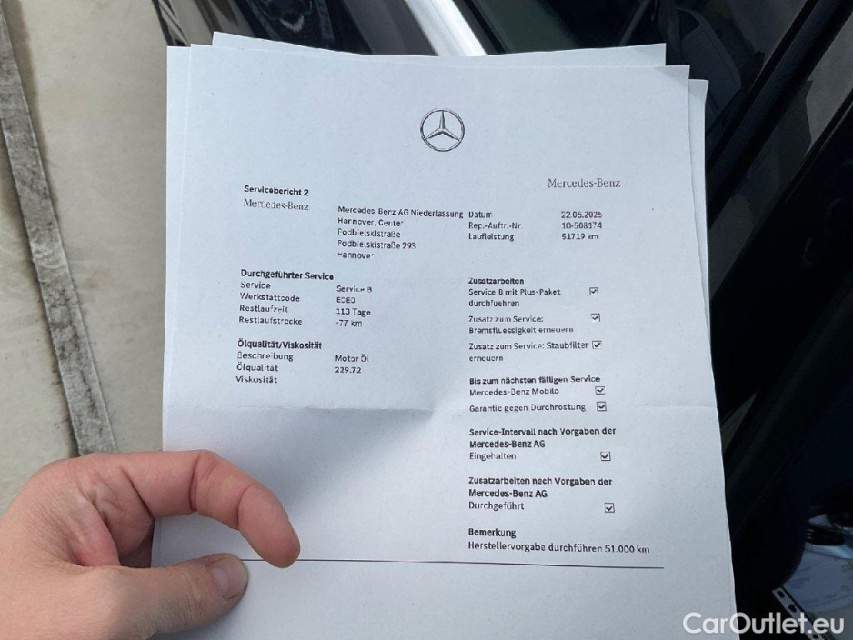 Mercedes-Benz
Servicebericht 2
Mercedes-Benz
Mercedes-Benz AG Niederlassung
Hannover, Center
Podbielskistraße
Podbielskistraße 293
Hannover
Datum 22.05.2025
Rep.-Auftr.-Nr. 10-508174
Laufleistung 51719 km
Durchgeführter Service
Service Service B
Werkstattcode E0E0
Restlaufzeit 113 Tage
Restlaufstrecke -77 km
Ölqualität/Viskosität
Beschreibung Motor Öl
Ölqualität 229.72
Viskosität
Zusatzarbeiten
Service B mit Plus-Paket
durchfuehren
Zusatz zum Service:
Bremsfluessigkeit erneuern
Zusatz zum Service: Staubfilter
erneuern
Bis zum nächsten fälligen Service
Mercedes-Benz Mobilo
Garantie gegen Durchrostung
Service-Intervall nach Vorgaben der
Mercedes-Benz AG
Eingehalten
Zusatzarbeiten nach Vorgaben der
Mercedes-Benz AG
Durchgeführt
Bemerkung
Herstellervorgabe durchführen 51.000 km
CarOutlet.eu